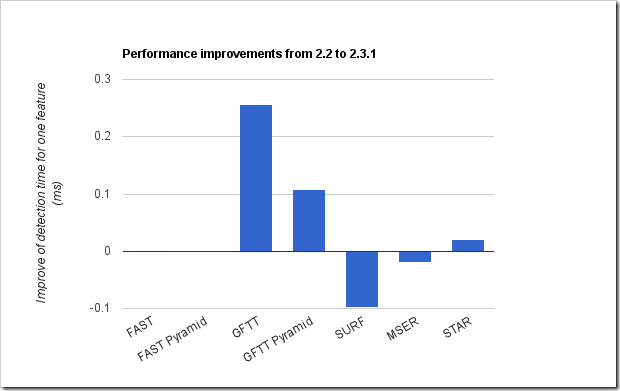 Performance improvements from 2.2 to 2.3.1
Improve of detection time for one feature
(ms)
0.3
0.2
0.1
0
-0.1
FAST
FAST Pyramid
GFTT
GFTT Pyramid
SURF
MSER
STAR